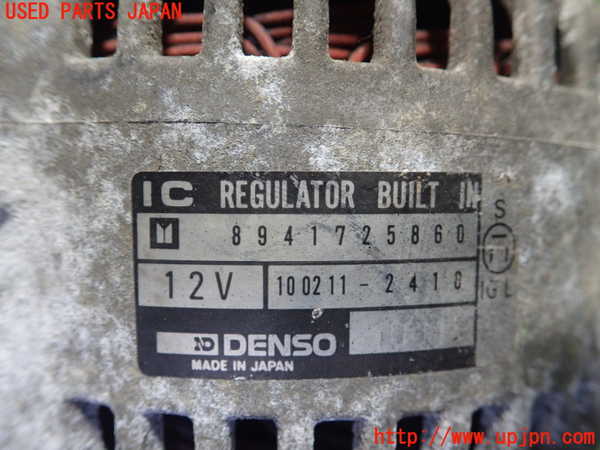 USED PARTS JAPAN
IC REGULATOR BUILT IN
8941725860
12V 100211-2410
ND DENSO
MADE IN JAPAN
S
IG L
http://www.upjpn.com/